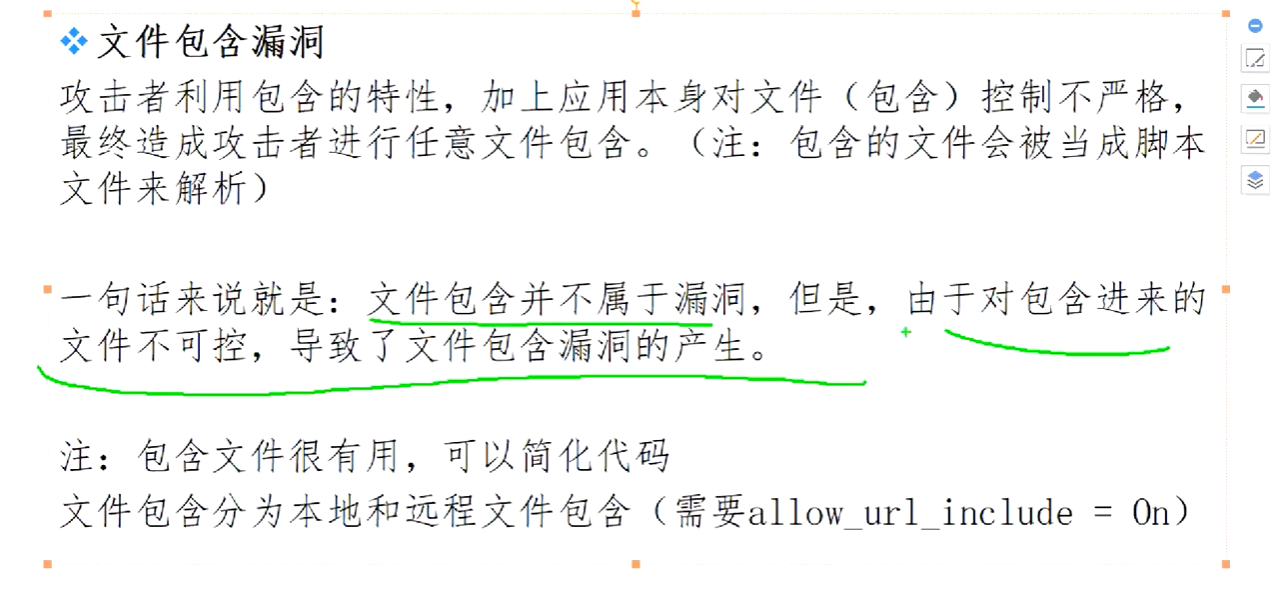 文件包含漏洞
攻击者利用包含的特性，加上应用本身对文件（包含）控制不严格，
最终造成攻击者进行任意文件包含。（注：包含的文件会被当成脚本
文件来解析）
一句话来说就是：文件包含并不属于漏洞，但是，由于对包含进来的
文件不可控，导致了文件包含漏洞的产生。
注：包含文件很有用，可以简化代码
文件包含分为本地和远程文件包含（需要allow_url_include = On）